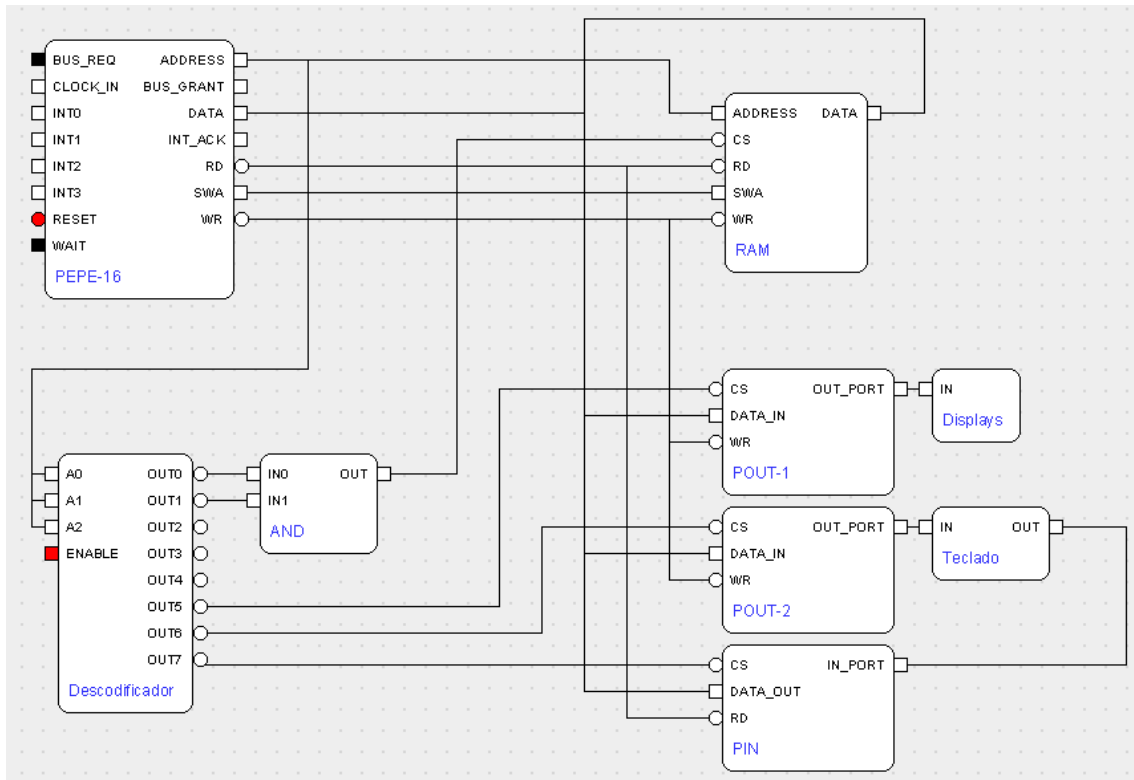 BUS_REQ ADDRESS
CLOCK_IN BUS_GRANT
INT0 DATA
INT1 INT_ACK
INT2 RD
INT3 SWA
RESET WR
WAIT
PEPE-16
ADDRESS DATA
CS
RD
SWA
WR
RAM
CS OUT_PORT
DATA_IN
WR
POUT-1
IN
Displays
A0 OUT0
A1 OUT1
A2 OUT2
ENABLE OUT3
OUT4
OUT5
OUT6
OUT7
Descodificador
IN0 OUT
IN1
AND
CS OUT_PORT
DATA_IN
WR
POUT-2
IN OUT
Teclado
CS IN_PORT
DATA_OUT
RD
PIN